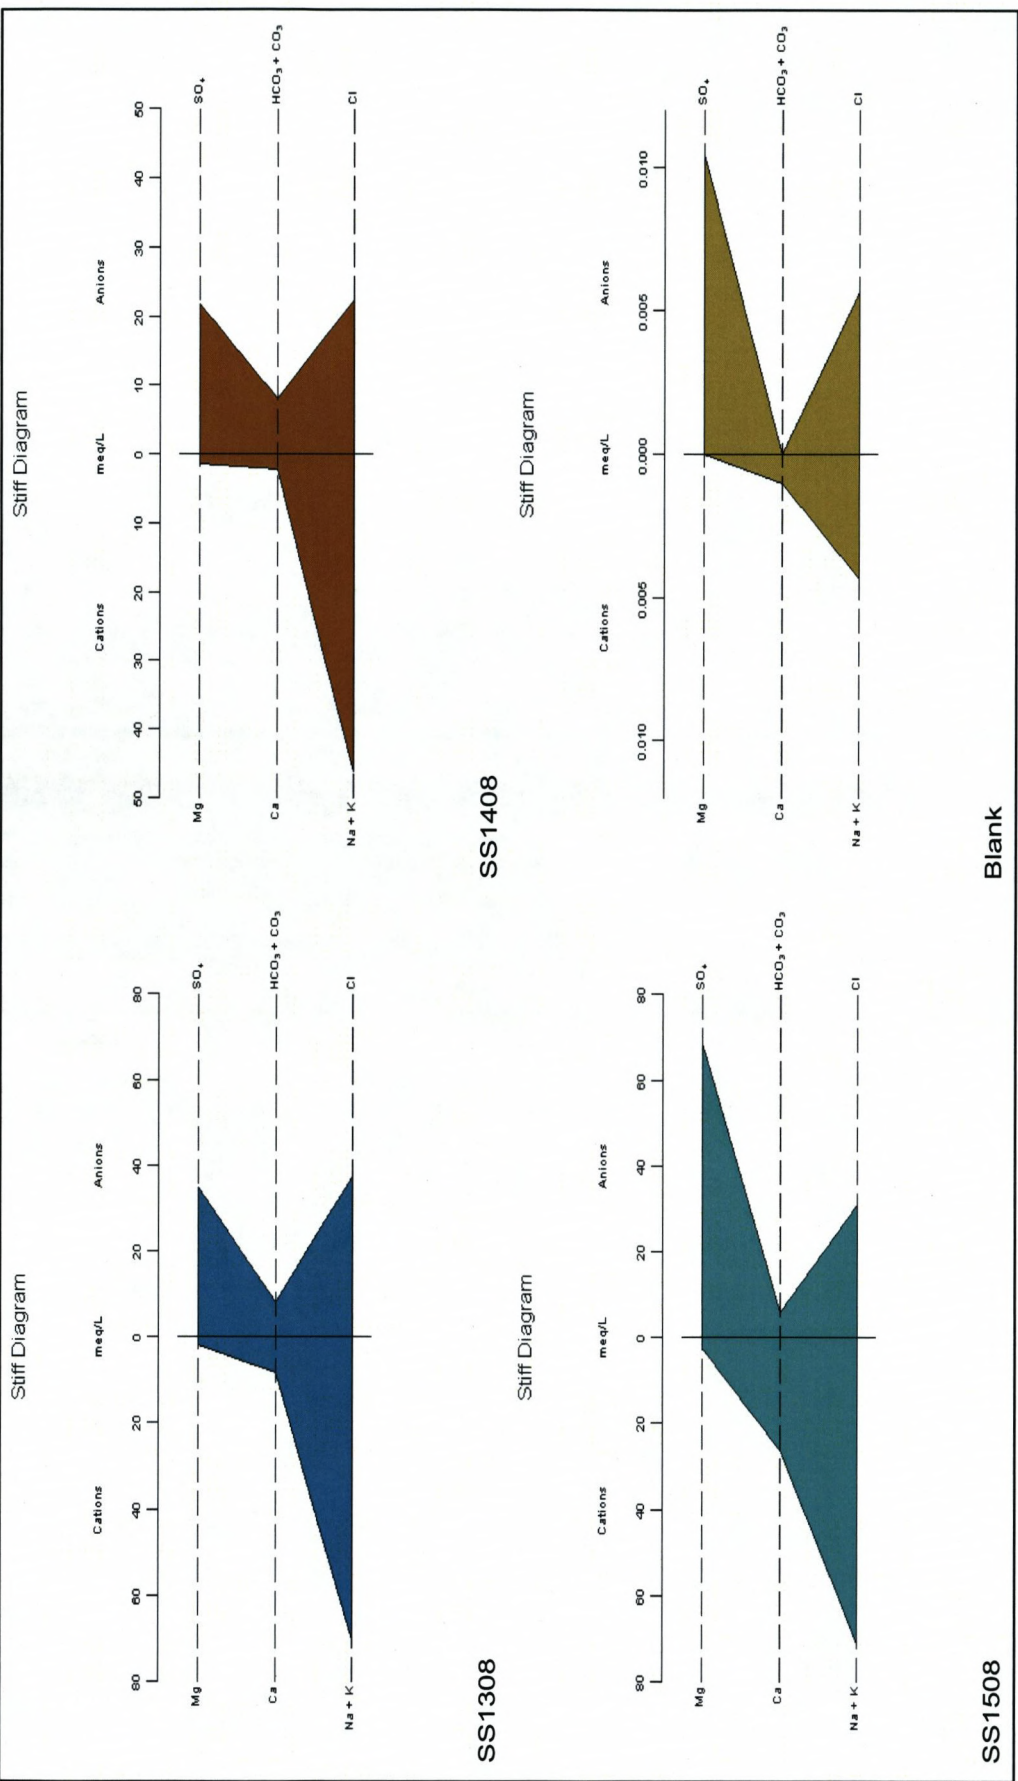 Stiff Diagram
Cations meq/L Anions
80 60 40 20 0 20 40 60 80
Mg SO₄
Ca HCO₃ + CO₃
Na + K Cl
SS1308
Stiff Diagram
Cations meq/L Anions
50 40 30 20 10 0 10 20 30 40 50
Mg SO₄
Ca HCO₃ + CO₃
Na + K Cl
SS1408
Stiff Diagram
Cations meq/L Anions
80 60 40 20 0 20 40 60 80
Mg SO₄
Ca HCO₃ + CO₃
Na + K Cl
SS1508
Stiff Diagram
Cations meq/L Anions
0.010 0.005 0.000 0.005 0.010
Mg SO₄
Ca HCO₃ + CO₃
Na + K Cl
Blank